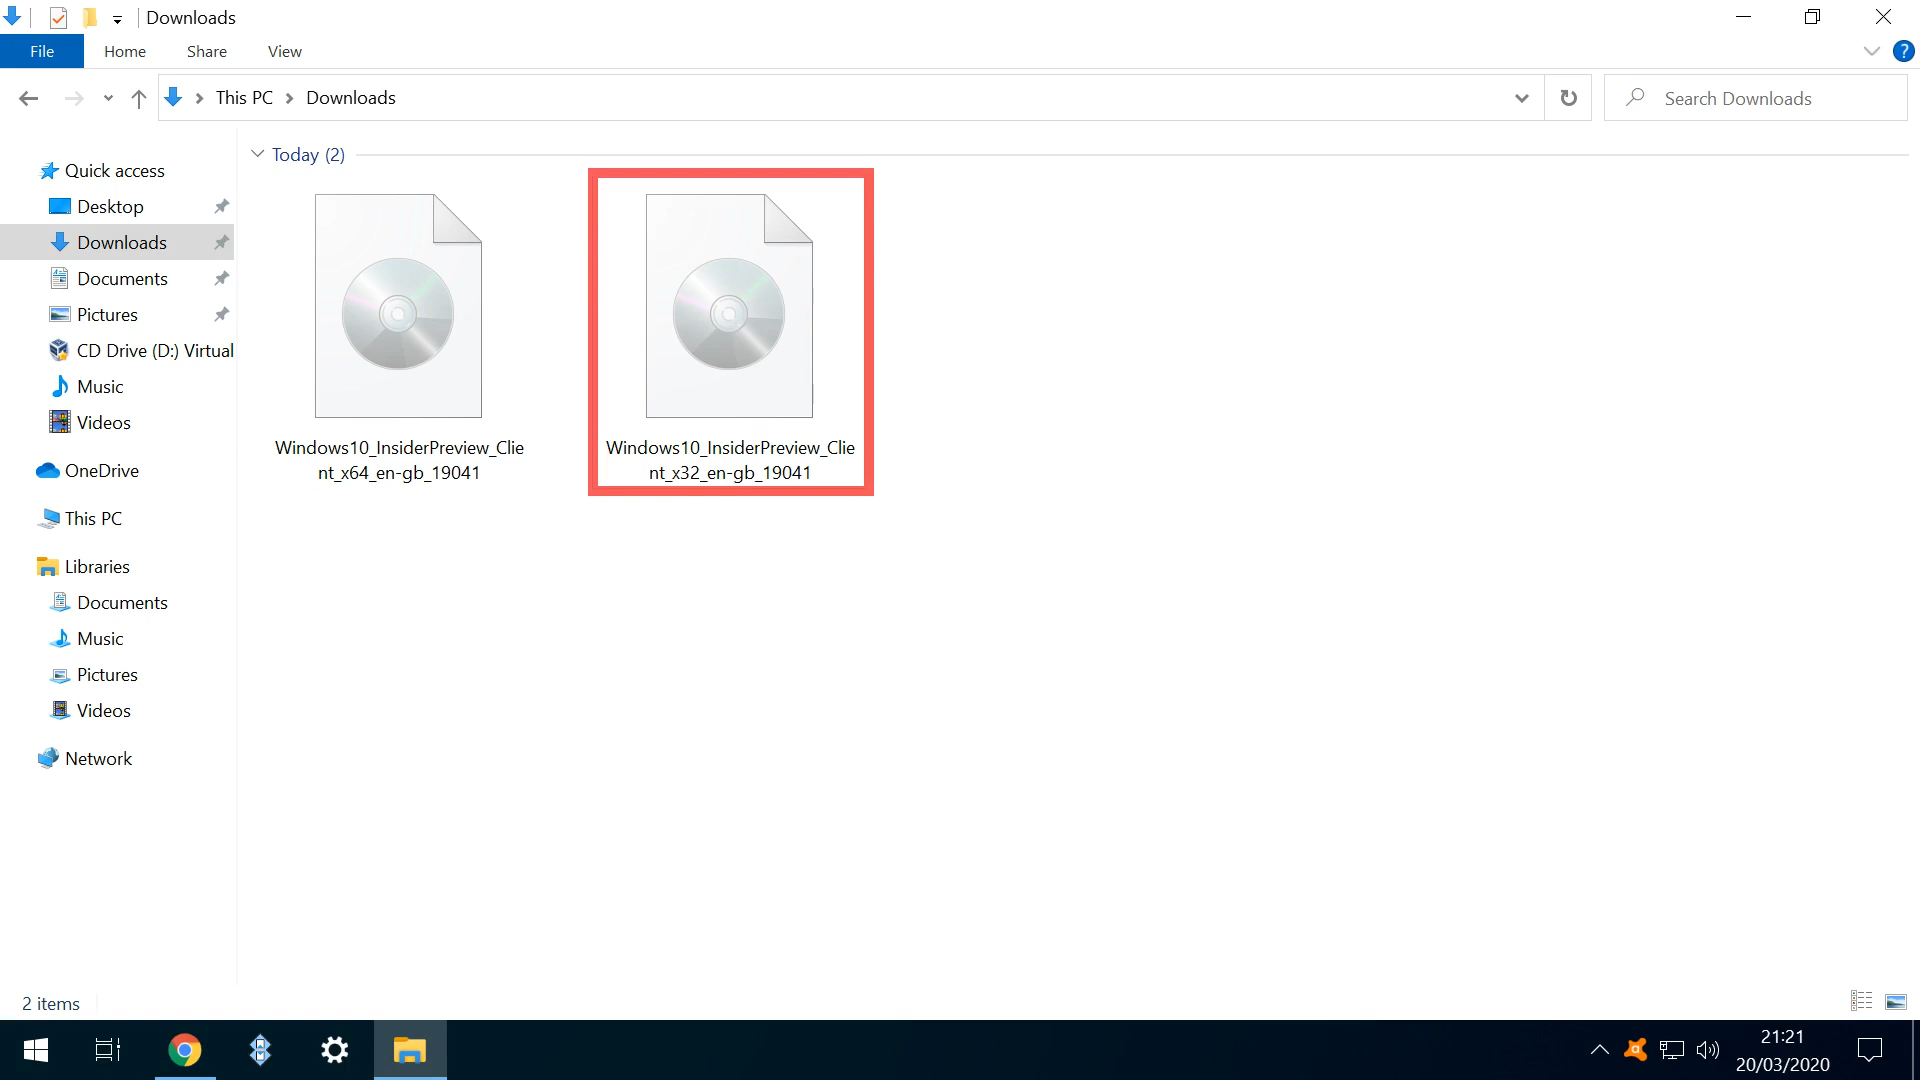 Downloads
File
Home
Share
View
?
This PC
Downloads
Search Downloads
Quick access
Desktop
Downloads
Documents
Pictures
CD Drive (D:) Virtual
Music
Videos
OneDrive
This PC
Libraries
Documents
Music
Pictures
Videos
Network
Today (2)
Windows10_InsiderPreview_Clie
nt_x64_en-gb_19041
Windows10_InsiderPreview_Clie
nt_x32_en-gb_19041
2 items
21:21
20/03/2020